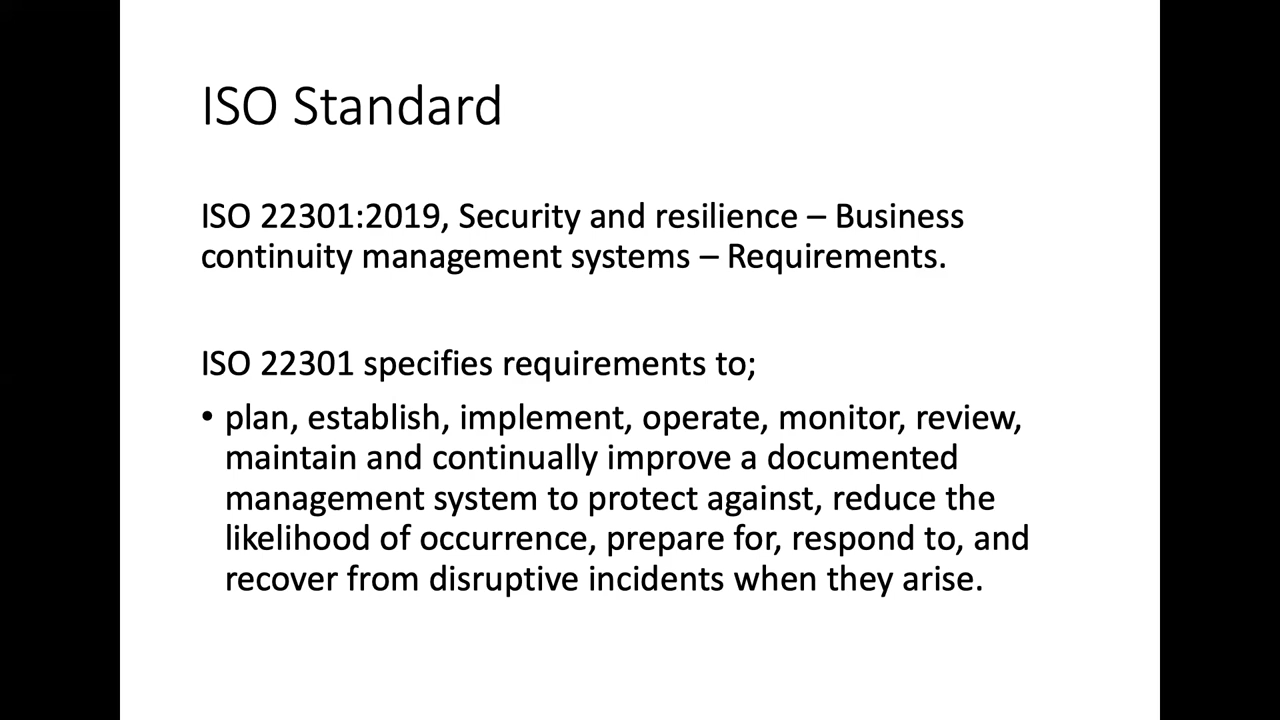 ISO Standard
ISO 22301:2019, Security and resilience – Business
continuity management systems – Requirements.
ISO 22301 specifies requirements to;
• plan, establish, implement, operate, monitor, review,
maintain and continually improve a documented
management system to protect against, reduce the
likelihood of occurrence, prepare for, respond to, and
recover from disruptive incidents when they arise.